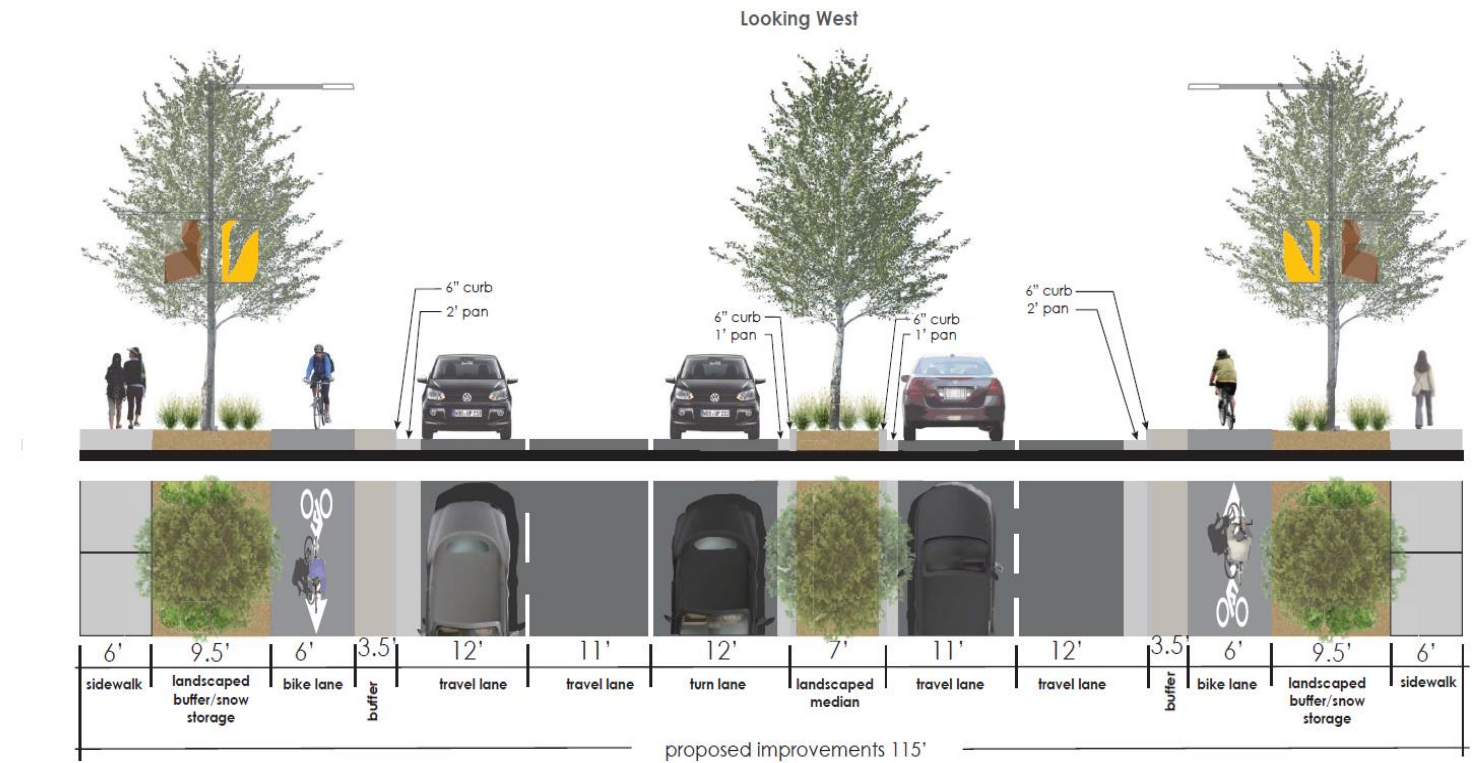 Looking West
6" curb
2' pan
6" curb
1' pan
6" curb
1' pan
6" curb
2' pan
6' 9.5' 6' 3.5' 12' 11' 12' 7' 11' 12' 3.5' 6' 9.5' 6'
sidewalk
landscaped
buffer/snow
storage
bike lane
buffer
travel lane
travel lane
turn lane
landscaped
median
travel lane
travel lane
buffer
bike lane
landscaped
buffer/snow
storage
sidewalk
proposed improvements 115'